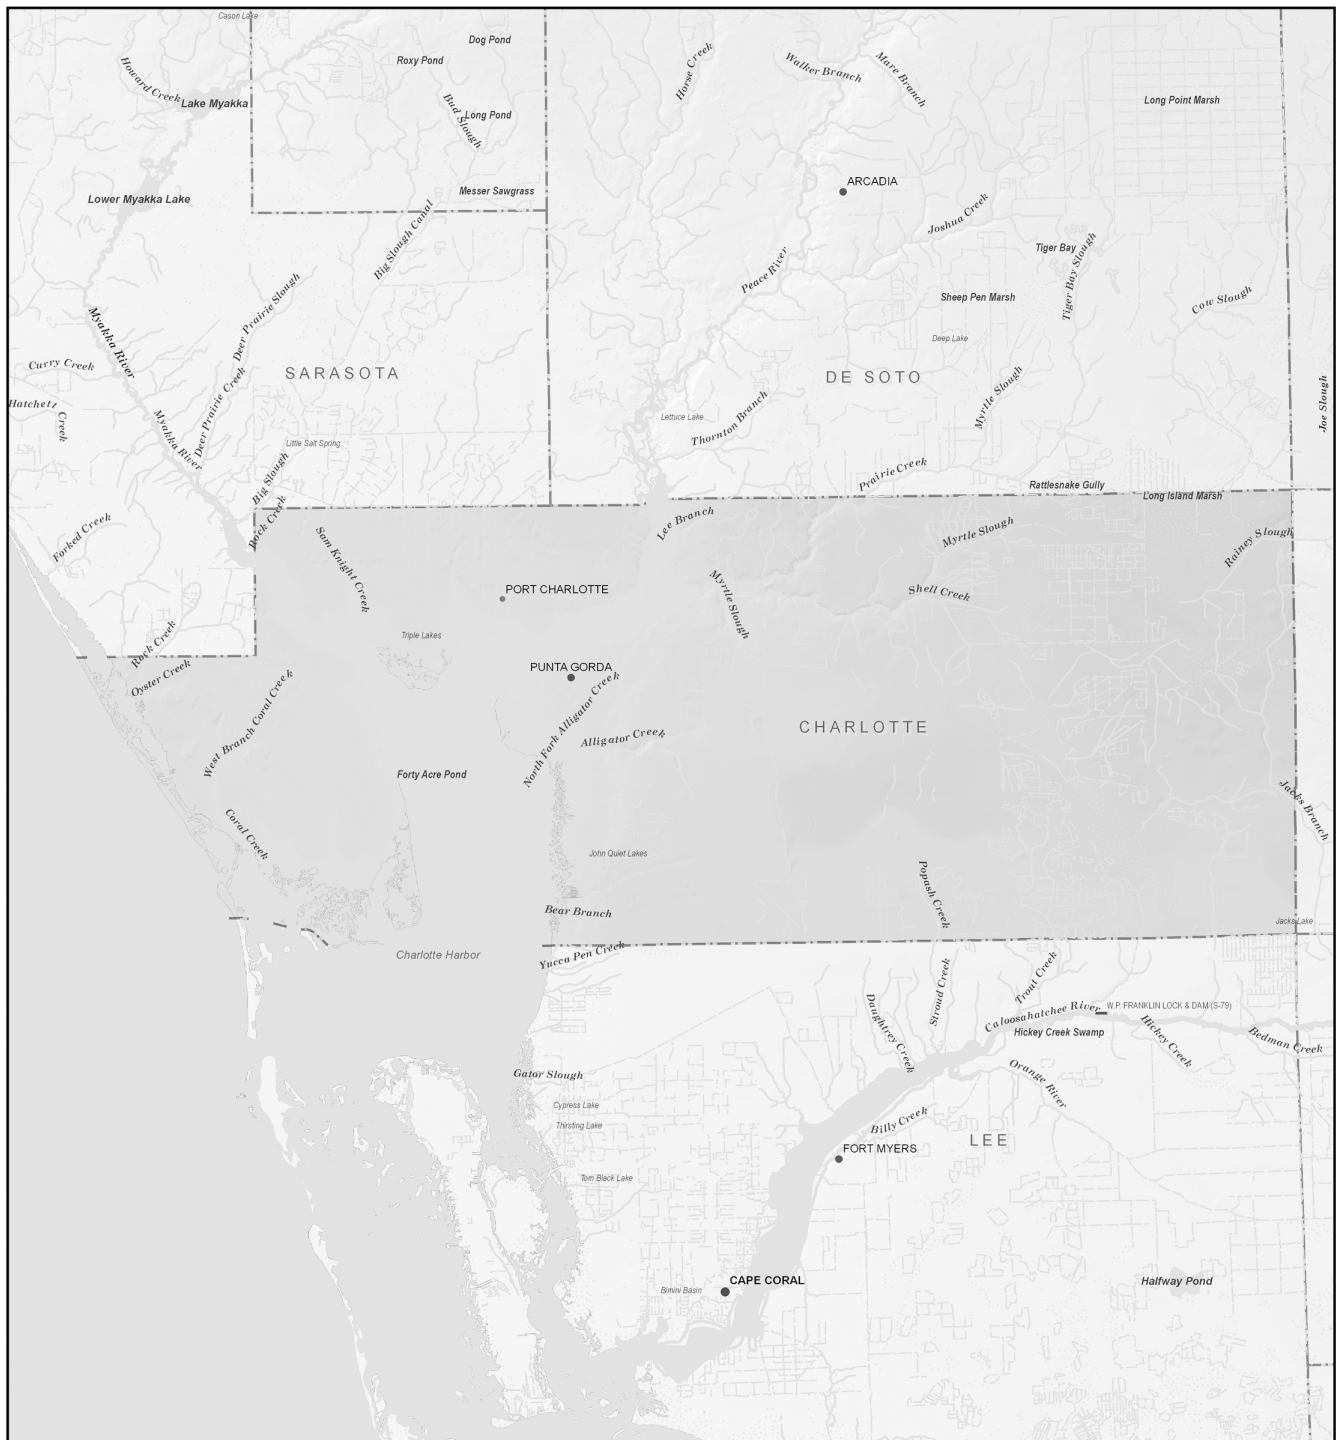 Cason Lake
Dog Pond
Roxy Pond
Howard Creek
Lake Myakka
Bud Slough
Long Pond
Horse Creek
Walker Branch
Mare Branch
Long Point Marsh
Lower Myakka Lake
Messer Sawgrass
ARCADIA
Big Slough Canal
Joshua Creek
Tiger Bay
Tiger Bay Slough
Peace River
Sheep Pen Marsh
Cow Slough
Deer Prairie Slough
Myakka River
Deep Lake
Curry Creek
SARASOTA
DE SOTO
Hatchett Creek
Deer Prairie Creek
Myakka River
Lettuce Lake
Thornton Branch
Myrtle Slough
Joe Slough
Little Salt Spring
Big Slough
Prairie Creek
Rattlesnake Gully
Long Island Marsh
Rock Creek
Forked Creek
Sam Knight Creek
Lee Branch
Myrtle Slough
Rainey Slough
PORT CHARLOTTE
Myrtle Slough
Shell Creek
Triple Lakes
Rock Creek
Oyster Creek
PUNTA GORDA
West Branch Coral Creek
North Fork Alligator Creek
Alligator Creek
CHARLOTTE
Forty Acre Pond
Jacks Branch
Coral Creek
John Quiet Lakes
Popash Creek
Bear Branch
Jacks Lake
Charlotte Harbor
Yucca Pen Creek
Daughtrey Creek
Stroud Creek
Trout Creek
Caloosahatchee River
W.P. FRANKLIN LOCK & DAM (S-79)
Hickey Creek Swamp
Hickey Creek
Bedman Creek
Gator Slough
Orange River
Cypress Lake
Thirsting Lake
Billy Creek
LEE
FORT MYERS
Tom Black Lake
CAPE CORAL
Bimini Basin
Halfway Pond